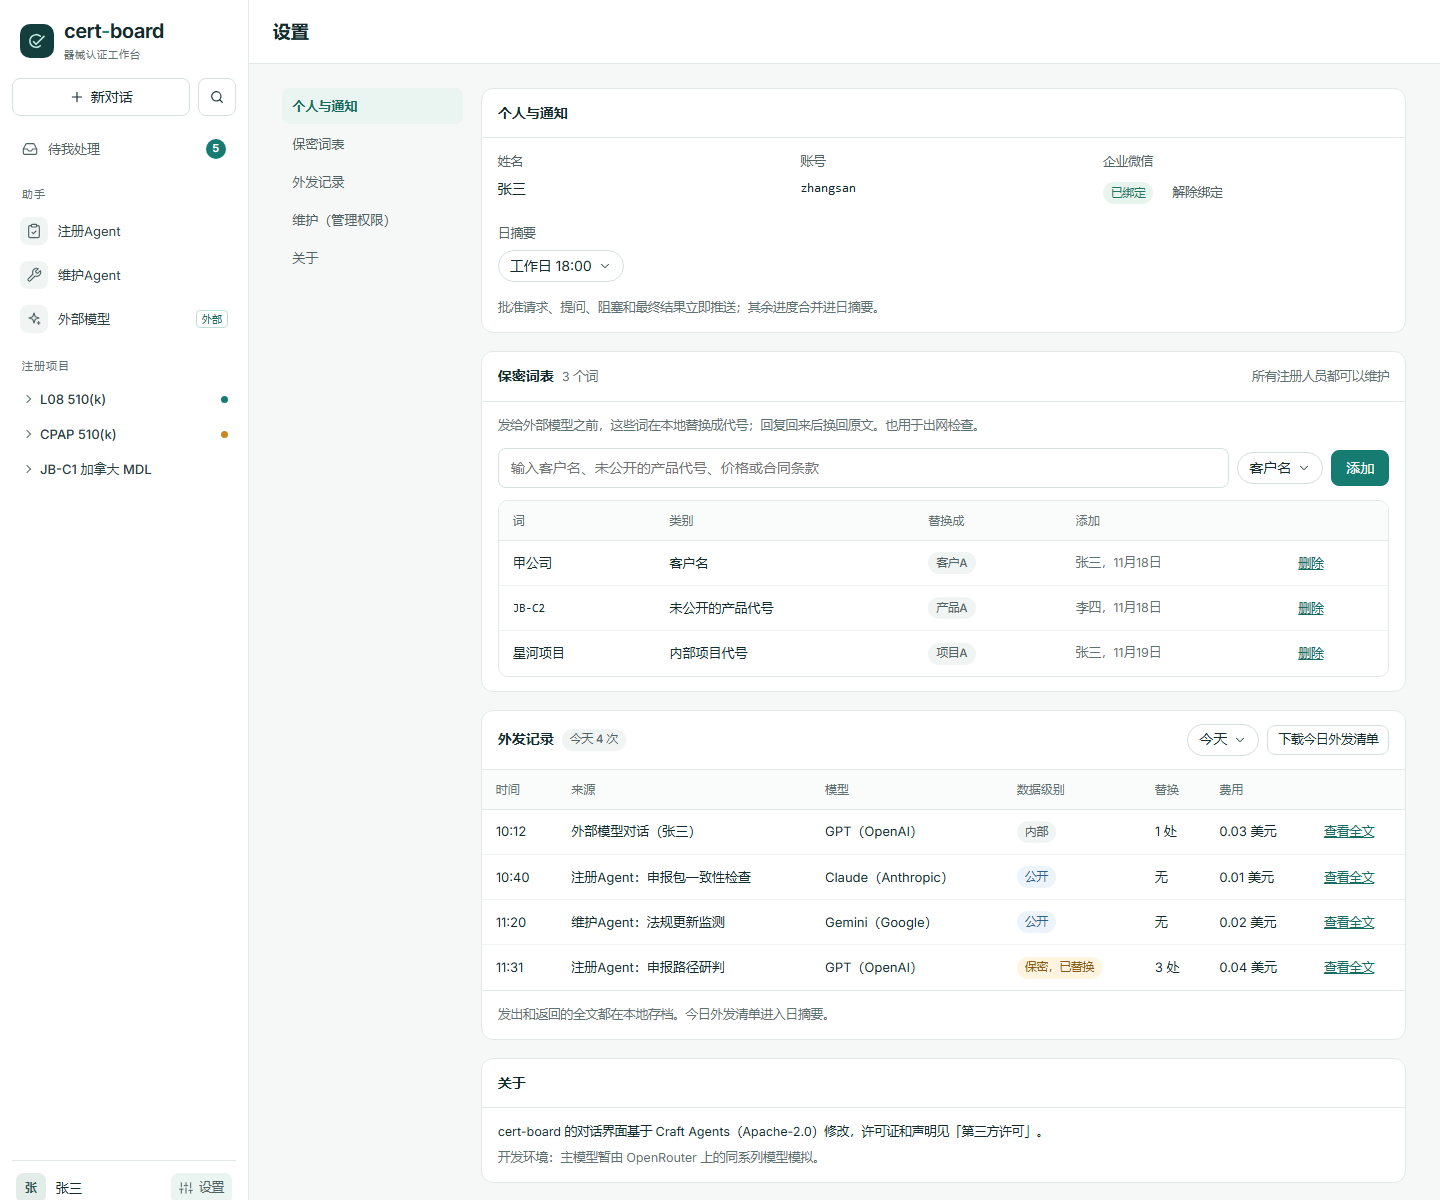 cert-board
器械认证工作台
新对话
待我处理 5
助手
注册Agent
维护Agent
外部模型 外部
注册项目
L08 510(k)
CPAP 510(k)
JB-C1 加拿大 MDL
张 张三 设置
设置
个人与通知
保密词表
外发记录
维护（管理权限）
关于
个人与通知
姓名 账号 企业微信
张三 zhangsan 已绑定 解除绑定
日摘要
工作日 18:00
批准请求、提问、阻塞和最终结果立即推送；其余进度合并进日摘要。
保密词表 3 个词 所有注册人员都可以维护
发给外部模型之前，这些词在本地替换成代号；回复回来后换回原文。也用于出网检查。
输入客户名、未公开的产品代号、价格或合同条款 客户名 添加
词 类别 替换成 添加
甲公司 客户名 客户A 张三，11月18日 删除
JB-C2 未公开的产品代号 产品A 李四，11月18日 删除
星河项目 内部项目代号 项目A 张三，11月19日 删除
外发记录 今天 4 次 今天 下载今日外发清单
时间 来源 模型 数据级别 替换 费用
10:12 外部模型对话（张三） GPT（OpenAI） 内部 1 处 0.03 美元 查看全文
10:40 注册Agent：申报包一致性检查 Claude（Anthropic） 公开 无 0.01 美元 查看全文
11:20 维护Agent：法规更新监测 Gemini（Google） 公开 无 0.02 美元 查看全文
11:31 注册Agent：申报路径研判 GPT（OpenAI） 保密，已替换 3 处 0.04 美元 查看全文
发出和返回的全文都在本地存档。今日外发清单进入日摘要。
关于
cert-board 的对话界面基于 Craft Agents（Apache-2.0）修改，许可证和声明见「第三方许可」。
开发环境：主模型暂由 OpenRouter 上的同系列模型模拟。